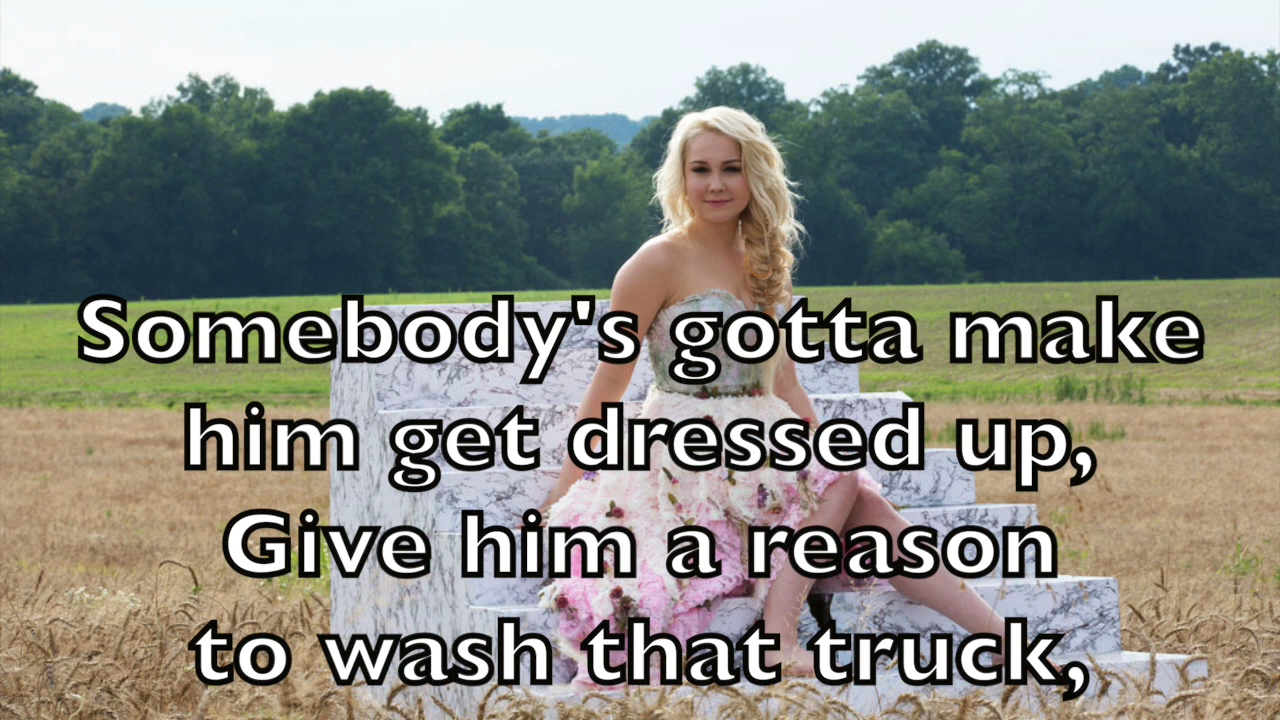 Somebody's gotta make
him get dressed up,
Give him a reason
to wash that truck,